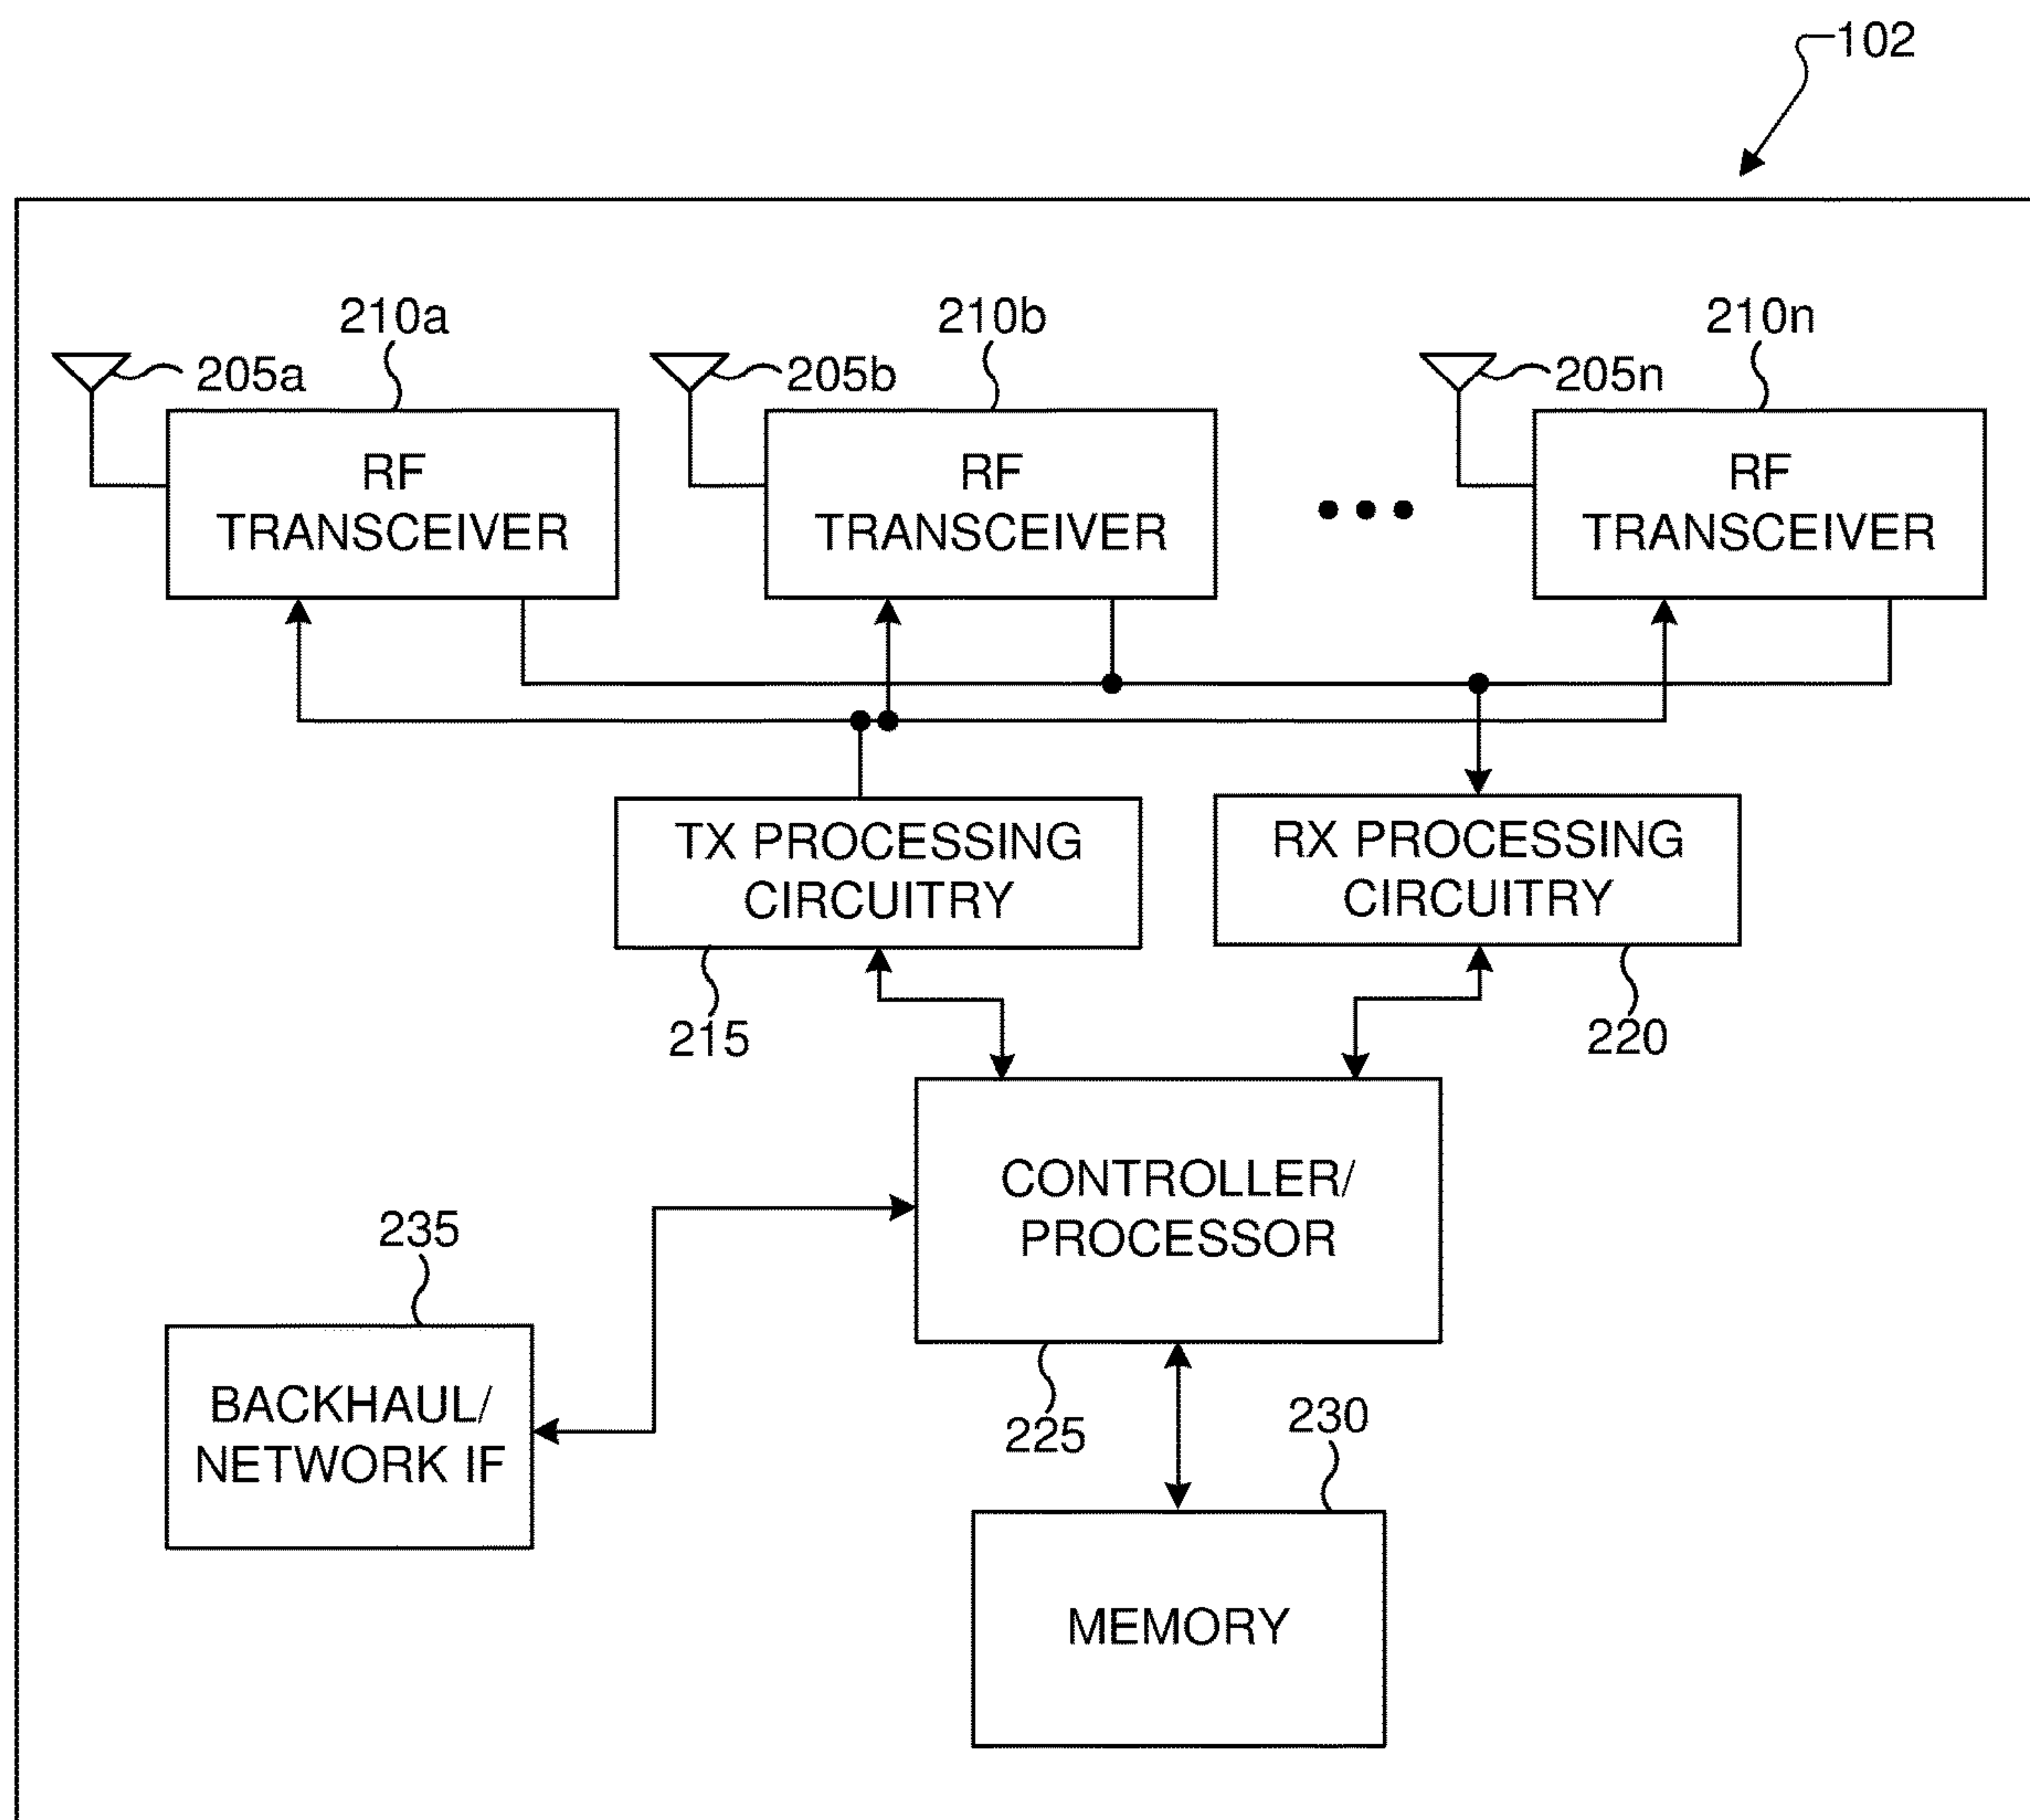 102
210a
210b
210n
205a
205b
205n
RF
TRANSCEIVER
RF
TRANSCEIVER
RF
TRANSCEIVER
TX PROCESSING
CIRCUITRY
RX PROCESSING
CIRCUITRY
215
220
CONTROLLER/
PROCESSOR
235
BACKHAUL/
NETWORK IF
225
230
MEMORY